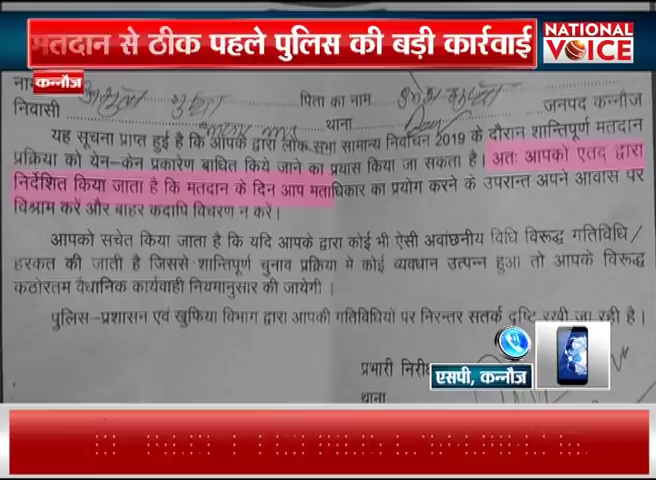 मतदान से ठीक पहले पुलिस की बड़ी कार्रवाई
NATIONAL
VOICE
कन्नौज
नाम पिता का नाम
निवासी थाना जनपद कन्नौज
यह सूचना प्राप्त हुई है कि आपके द्वारा लोक सभा सामान्य निर्वाचन 2019 के दौरान शान्तिपूर्ण मतदान
प्रक्रिया को येन-केन प्रकारेण बाधित किये जाने का प्रयास किया जा सकता है। अतः आपको एतद द्वारा
निर्देशित किया जाता है कि मतदान के दिन आप मताधिकार का प्रयोग करने के उपरान्त अपने आवास पर
विश्राम करें और बाहर कदापि विचरण न करें।
आपको सचेत किया जाता है कि यदि आपके द्वारा कोई भी ऐसी अवांछनीय विधि विरूद्ध गतिविधि/
हरकत की जाती है जिससे शान्तिपूर्ण चुनाव प्रक्रिया में कोई व्यवधान उत्पन्न हुआ तो आपके विरूद्ध
कठोरतम वैधानिक कार्यवाही नियमानुसार की जायेगी।
पुलिस-प्रशासन एवं खुफिया विभाग द्वारा आपकी गतिविधियों पर निरन्तर सतर्क दृष्टि रखी जा रही है।
प्रभारी
एसपी, कन्नौज
थाना